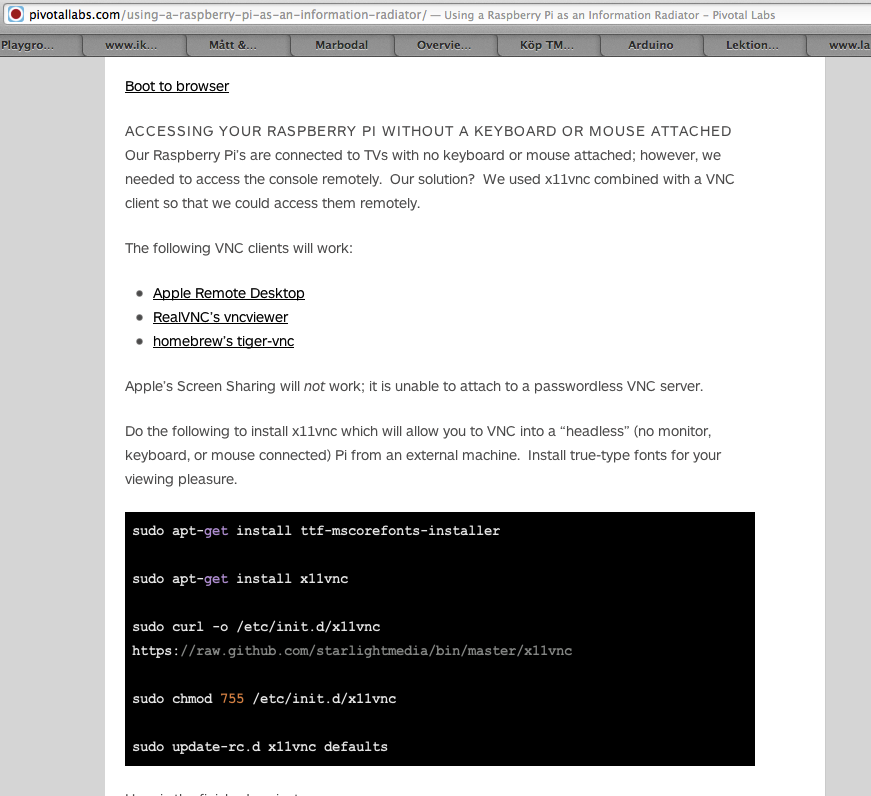 pivotallabs.com/using-a-raspberry-pi-as-an-information-radiator/ — Using a Raspberry Pi as an Information Radiator – Pivotal Labs
Playgro... www.ik... Mått &... Marbodal Overvie... Köp TM... Arduino Lektion... www.la
Boot to browser
ACCESSING YOUR RASPBERRY PI WITHOUT A KEYBOARD OR MOUSE ATTACHED
Our Raspberry Pi's are connected to TVs with no keyboard or mouse attached; however, we
needed to access the console remotely.  Our solution?  We used x11vnc combined with a VNC
client so that we could access them remotely.
The following VNC clients will work:
Apple Remote Desktop
RealVNC's vncviewer
homebrew's tiger-vnc
Apple's Screen Sharing will not work; it is unable to attach to a passwordless VNC server.
Do the following to install x11vnc which will allow you to VNC into a “headless” (no monitor,
keyboard, or mouse connected) Pi from an external machine.  Install true-type fonts for your
viewing pleasure.
sudo apt-get install ttf-mscorefonts-installer
sudo apt-get install x11vnc
sudo curl -o /etc/init.d/x11vnc
https://raw.github.com/starlightmedia/bin/master/x11vnc
sudo chmod 755 /etc/init.d/x11vnc
sudo update-rc.d x11vnc defaults